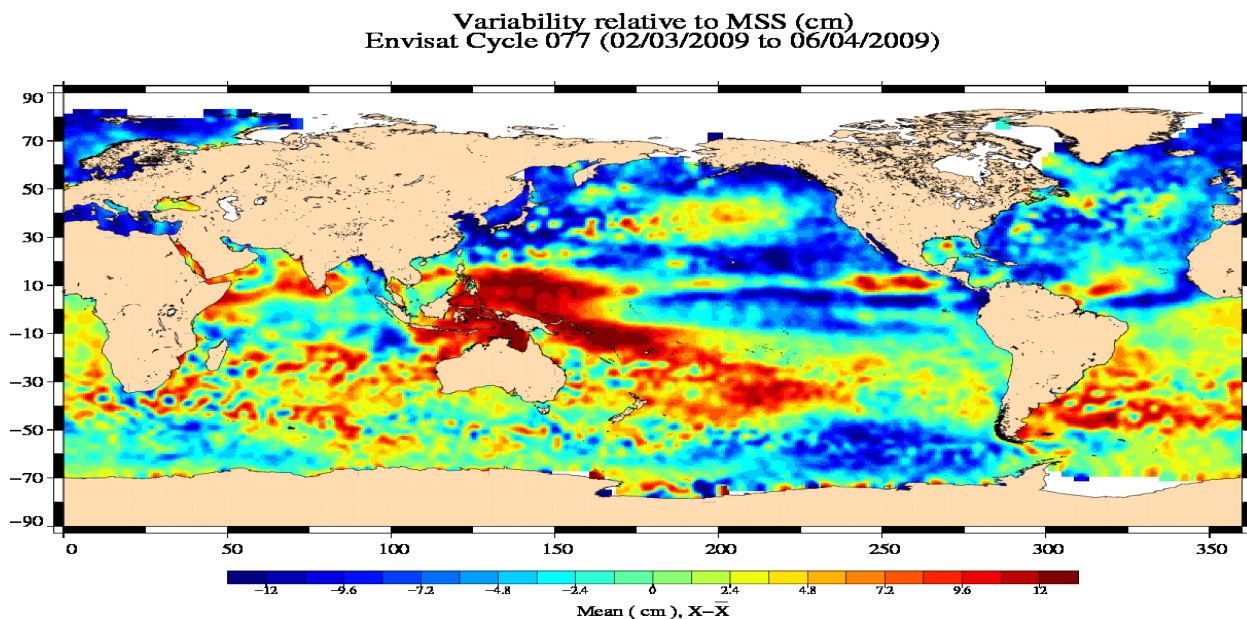 Variability relative to MSS (cm)
Envisat Cycle 077 (02/03/2009 to 06/04/2009)
90
70
50
30
10
−10
−30
−50
−70
−90
0 50 100 150 200 250 300 350
−12 −9.6 −7.2 −4.8 −2.4 0 2.4 4.8 7.2 9.6 12
Mean ( cm ), X−X̅